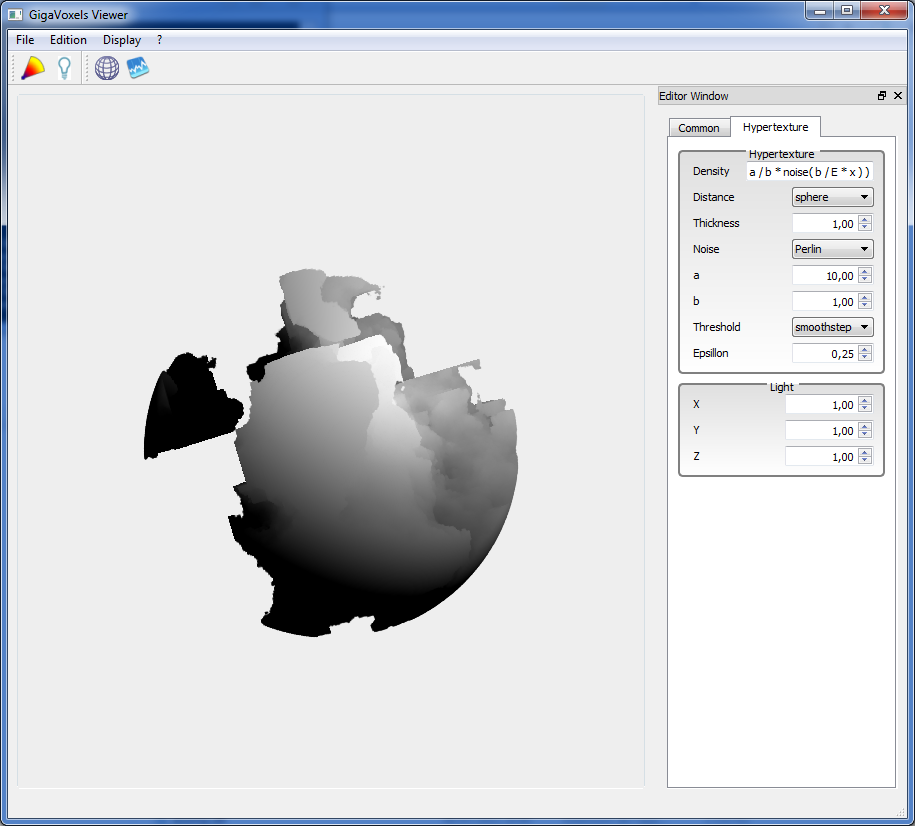 GigaVoxels Viewer
File Edition Display ?
Editor Window
Common Hypertexture
Hypertexture
Density a / b * noise( b / E * x ) )
Distance sphere
Thickness 1,00
Noise Perlin
a 10,00
b 1,00
Threshold smoothstep
Epsillon 0,25
Light
X 1,00
Y 1,00
Z 1,00